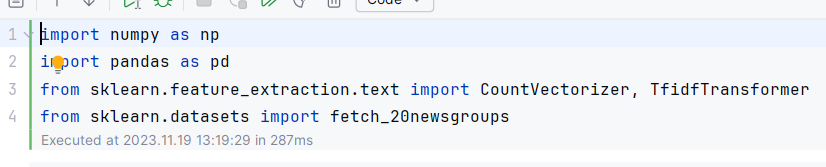 Code
1 import numpy as np
2 import pandas as pd
3 from sklearn.feature_extraction.text import CountVectorizer, TfidfTransformer
4 from sklearn.datasets import fetch_20newsgroups
Executed at 2023.11.19 13:19:29 in 287ms